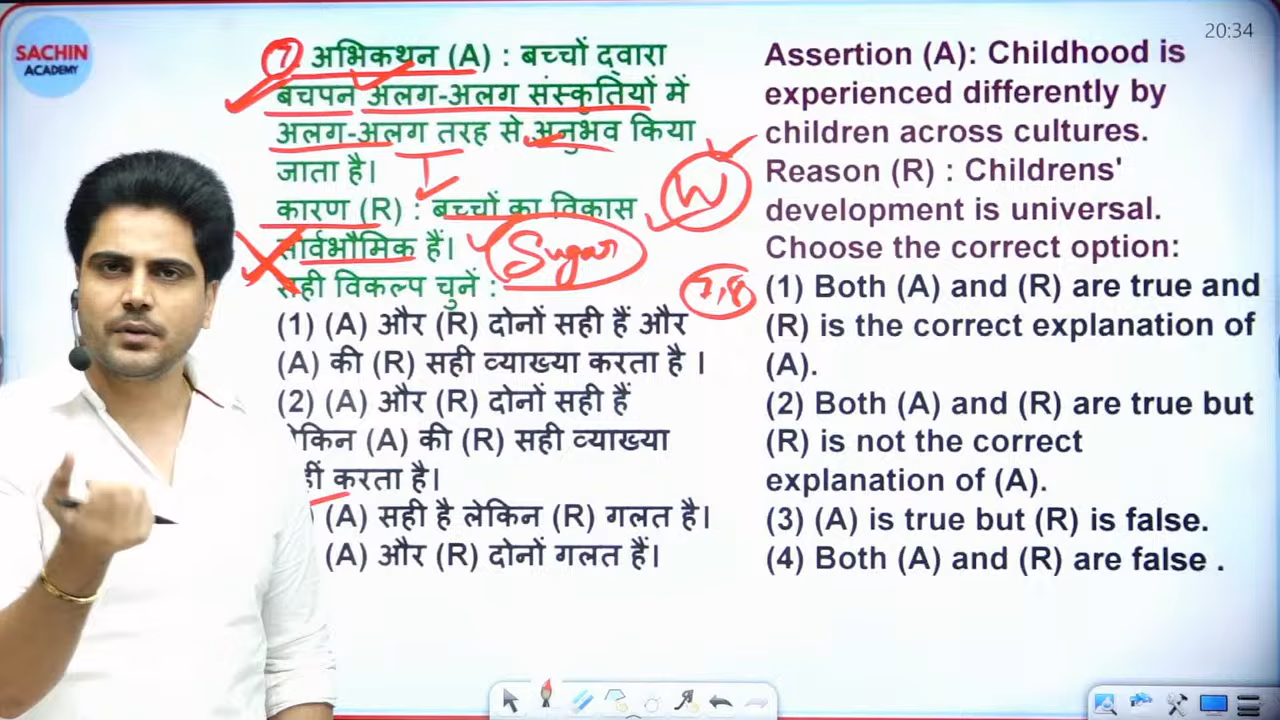 20:34
SACHIN
ACADEMY
7 अभिकथन (A) : बच्चों द्वारा
बचपन अलग-अलग संस्कृतियों में
अलग-अलग तरह से अनुभव किया
जाता है।
T
W
कारण (R) : बच्चों का विकास
सार्वभौमिक हैं।
Sugar
सही विकल्प चुनें :
7,8
(1) (A) और (R) दोनों सही हैं और
(A) की (R) सही व्याख्या करता है ।
(2) (A) और (R) दोनों सही हैं
(A) की (R) सही व्याख्या
करता है।
(A) सही है लेकिन (R) गलत है।
(A) और (R) दोनों गलत हैं।
Assertion (A): Childhood is
experienced differently by
children across cultures.
Reason (R) : Childrens'
development is universal.
Choose the correct option:
(1) Both (A) and (R) are true and
(R) is the correct explanation of
(A).
(2) Both (A) and (R) are true but
(R) is not the correct
explanation of (A).
(3) (A) is true but (R) is false.
(4) Both (A) and (R) are false .